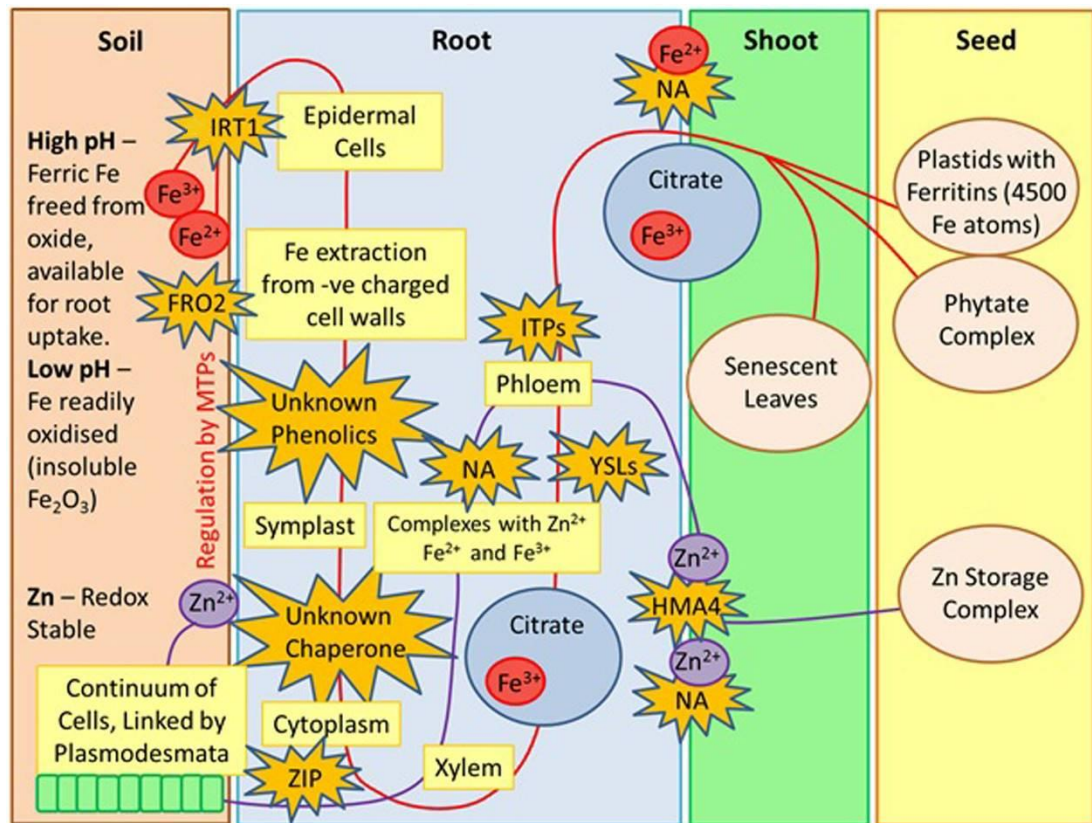 Soil
High pH –
Ferric Fe
freed from
oxide,
available
for root
uptake.
Low pH –
Fe readily
oxidised
(insoluble
Fe₂O₃)
Zn – Redox
Stable
Regulation by MTPs
Fe³⁺
Fe²⁺
Zn²⁺
Continuum of
Cells, Linked by
Plasmodesmata
Root
IRT1
Epidermal
Cells
FRO2
Fe extraction
from -ve charged
cell walls
Unknown
Phenolics
Symplast
Unknown
Chaperone
Cytoplasm
ZIP
Xylem
ITPs
Phloem
NA
YSLs
Complexes with Zn²⁺
Fe²⁺ and Fe³⁺
Citrate
Fe³⁺
Fe²⁺
NA
Citrate
Fe³⁺
Shoot
Senescent
Leaves
Zn²⁺
HMA4
Zn²⁺
NA
Seed
Plastids with
Ferritins (4500
Fe atoms)
Phytate
Complex
Zn Storage
Complex